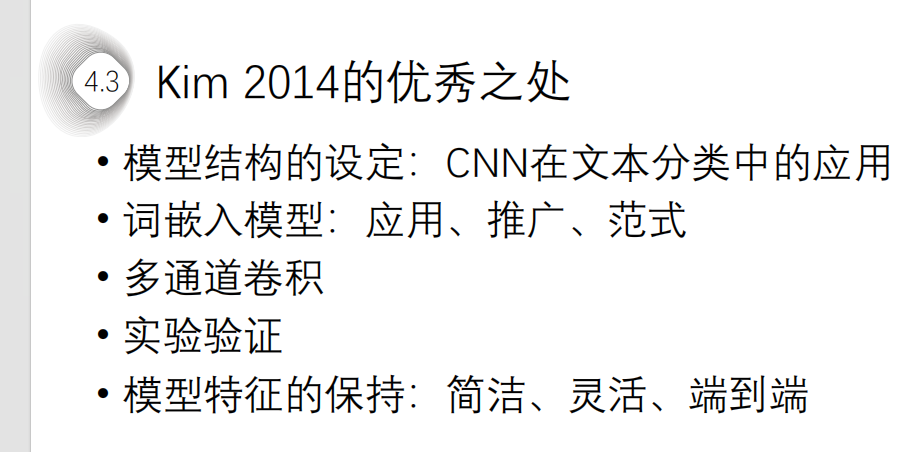 4.3 Kim 2014的优秀之处
• 模型结构的设定：CNN在文本分类中的应用
• 词嵌入模型：应用、推广、范式
• 多通道卷积
• 实验验证
• 模型特征的保持：简洁、灵活、端到端